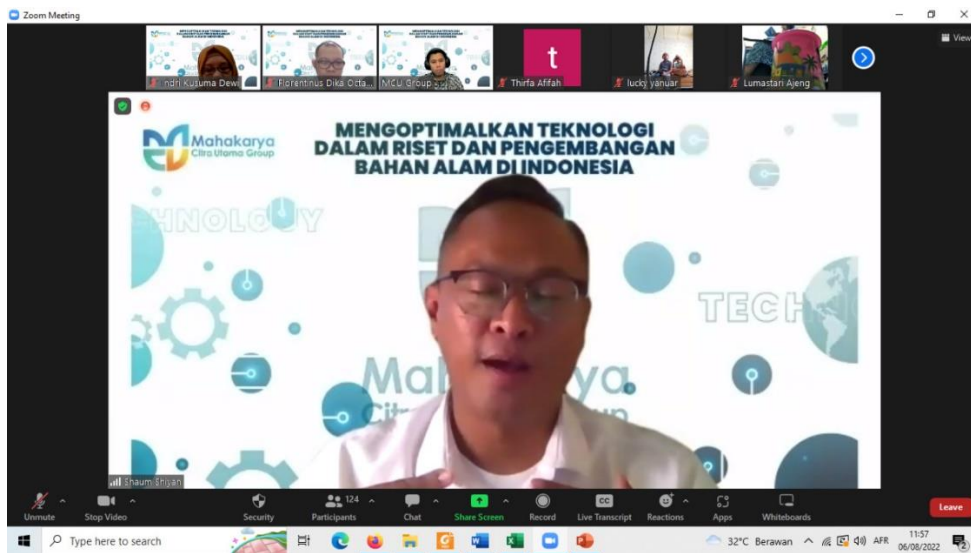 Zoom Meeting
View
ndri Kusuma Dewi
Florentinus Dika Octa...
MCU Group
t
Thirfa Afifah
lucky yanuar
Lumastari Ajeng
Mahakarya
Citra Utama Group
MENGOPTIMALKAN TEKNOLOGI
DALAM RISET DAN PENGEMBANGAN
BAHAN ALAM DI INDONESIA
HNOLOGY
TECH
Shaum Shiyan
Unmute
Stop Video
Security
124
Participants
Chat
Share Screen
Record
CC
Live Transcript
Reactions
Apps
Whiteboards
Leave
Type here to search
32°C Berawan
AFR
11:57
06/08/2022
2